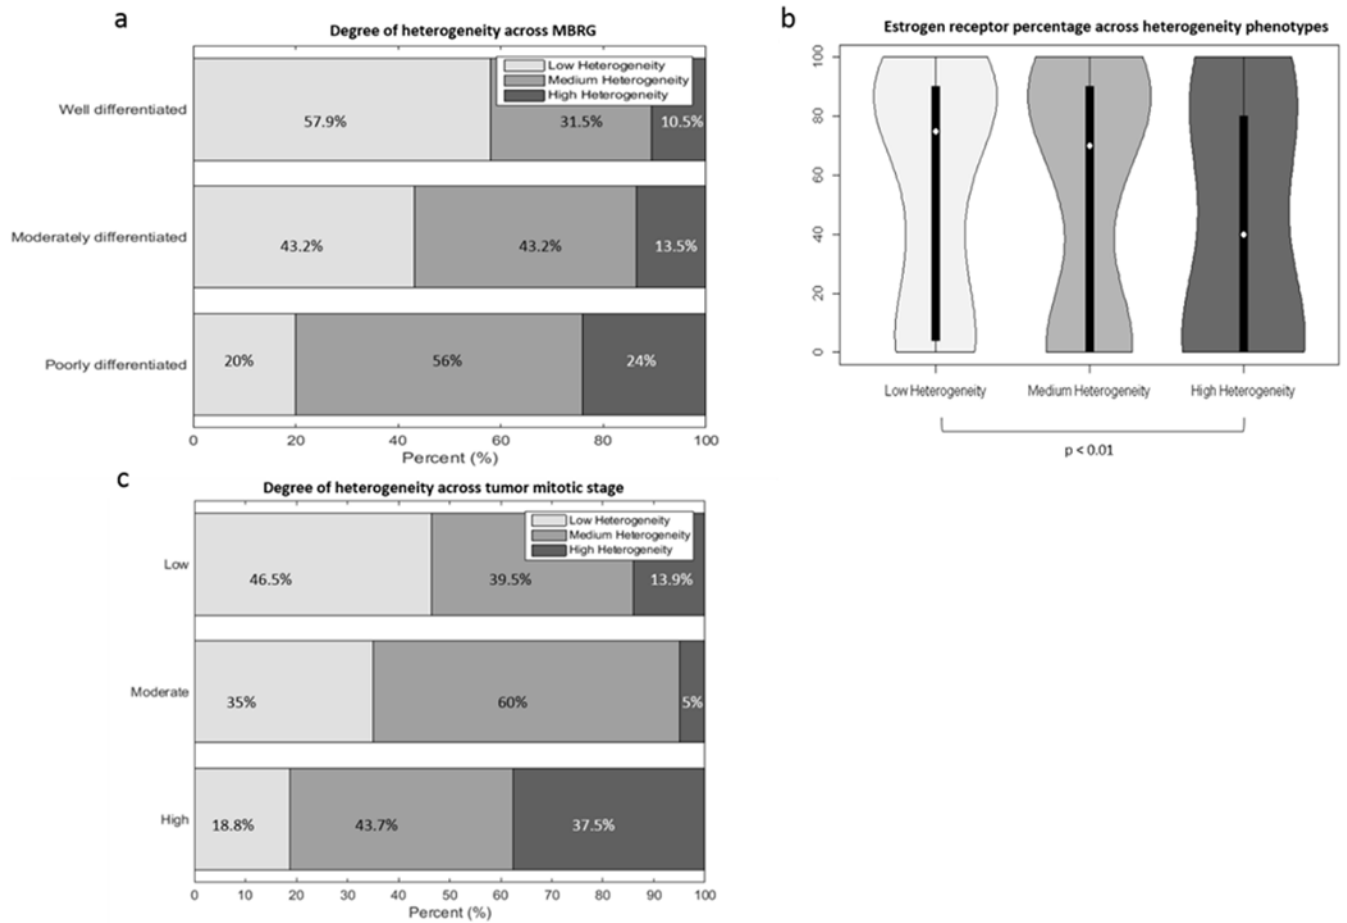 a
Degree of heterogeneity across MBRG
Low Heterogeneity
Medium Heterogeneity
High Heterogeneity
Well differentiated
57.9%
31.5%
10.5%
Moderately differentiated
43.2%
43.2%
13.5%
Poorly differentiated
20%
56%
24%
0 20 40 60 80 100
Percent (%)
b
Estrogen receptor percentage across heterogeneity phenotypes
100
80
60
40
20
0
Low Heterogeneity
Medium Heterogeneity
High Heterogeneity
p < 0.01
c
Degree of heterogeneity across tumor mitotic stage
Low Heterogeneity
Medium Heterogeneity
High Heterogeneity
Low
46.5%
39.5%
13.9%
Moderate
35%
60%
5%
High
18.8%
43.7%
37.5%
0 10 20 30 40 50 60 70 80 90 100
Percent (%)